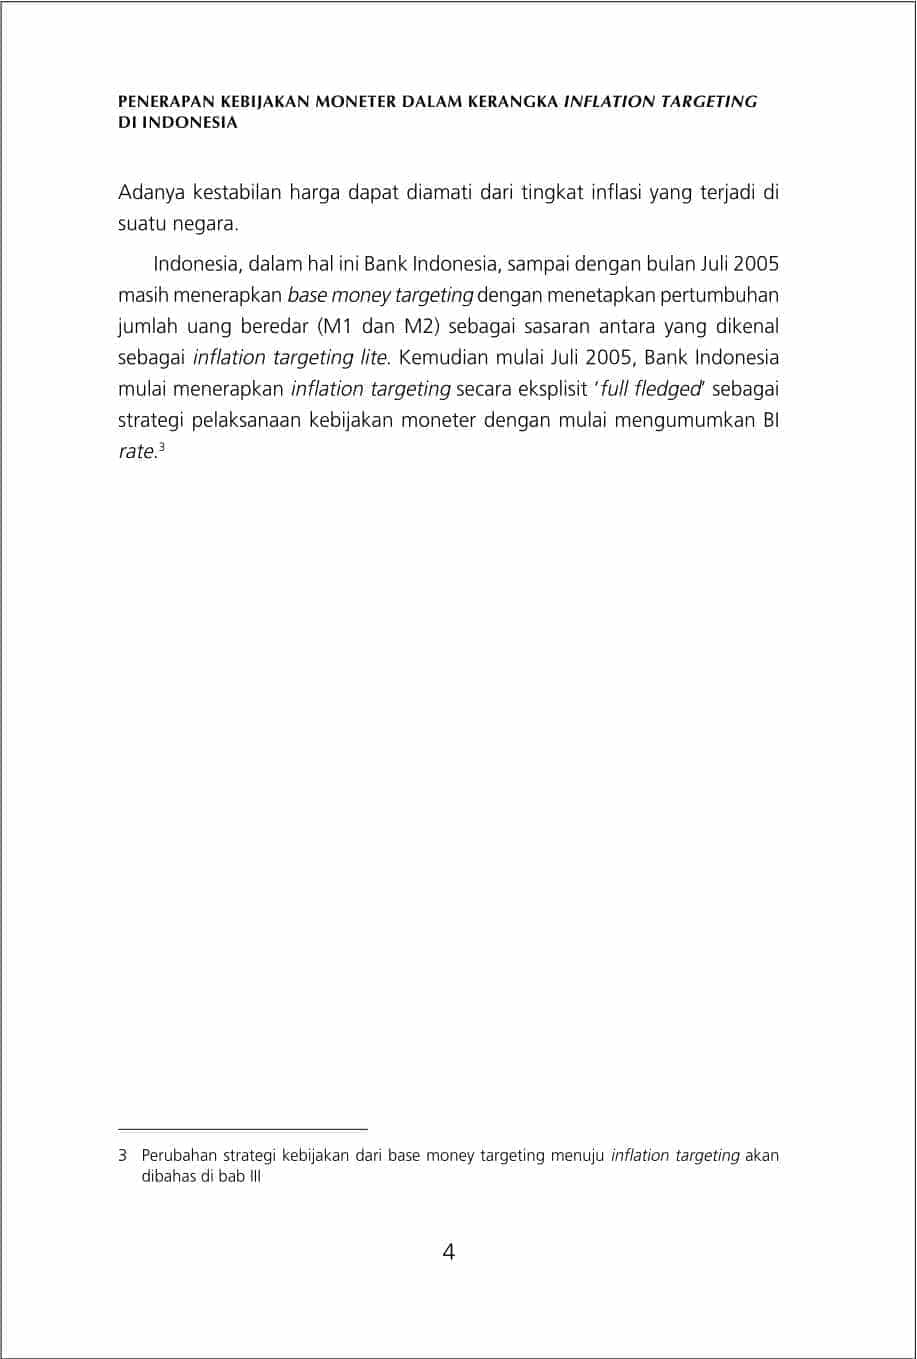 PENERAPAN KEBIJAKAN MONETER DALAM KERANGKA INFLATION TARGETING
DI INDONESIA
Adanya kestabilan harga dapat diamati dari tingkat inflasi yang terjadi di
suatu negara.
Indonesia, dalam hal ini Bank Indonesia, sampai dengan bulan Juli 2005
masih menerapkan base money targeting dengan menetapkan pertumbuhan
jumlah uang beredar (M1 dan M2) sebagai sasaran antara yang dikenal
sebagai inflation targeting lite. Kemudian mulai Juli 2005, Bank Indonesia
mulai menerapkan inflation targeting secara eksplisit ‘full fledged’ sebagai
strategi pelaksanaan kebijakan moneter dengan mulai mengumumkan BI
rate.³
3 Perubahan strategi kebijakan dari base money targeting menuju inflation targeting akan
dibahas di bab III
4